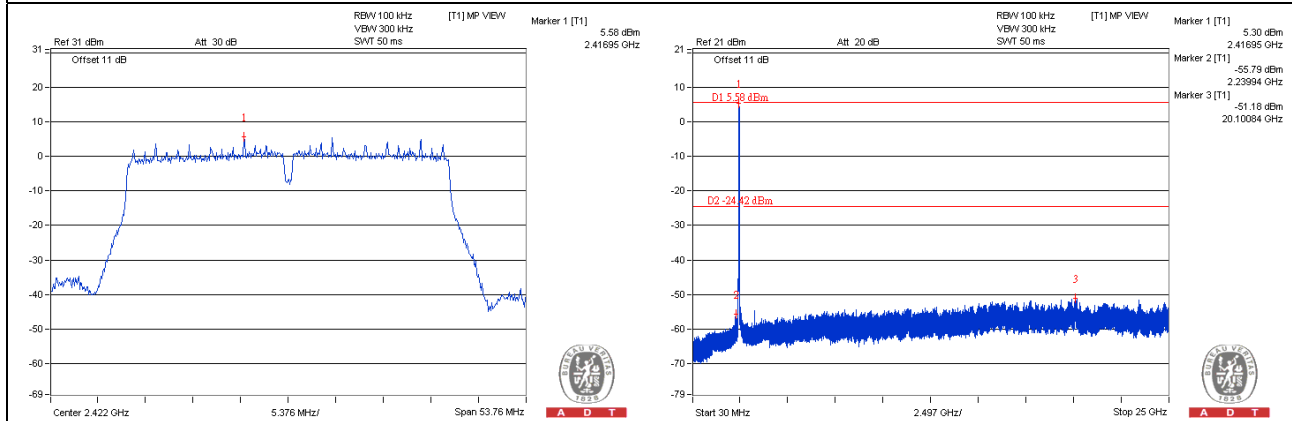 RBW 100 kHz [T1] MP VIEW
VBW 300 kHz
Ref 31 dBm Att 30 dB SWT 50 ms
Marker 1 [T1]
5.58 dBm
2.41695 GHz
31
Offset 11 dB
20
10
0
-10
-20
-30
-40
-50
-60
-69
1
Center 2.422 GHz 5.376 MHz/ Span 53.76 MHz
BUREAU VERITAS
1828
A D T
RBW 100 kHz [T1] MP VIEW
VBW 300 kHz
Ref 21 dBm Att 20 dB SWT 50 ms
Marker 1 [T1]
5.30 dBm
2.41695 GHz
Marker 2 [T1]
-55.79 dBm
2.23994 GHz
Marker 3 [T1]
-51.18 dBm
20.10084 GHz
21
Offset 11 dB
10
0
-10
-20
-30
-40
-50
-60
-70
-79
1
D1 5.58 dBm
D2 -24.42 dBm
2
3
Start 30 MHz 2.497 GHz/ Stop 25 GHz
BUREAU VERITAS
1828
A D T